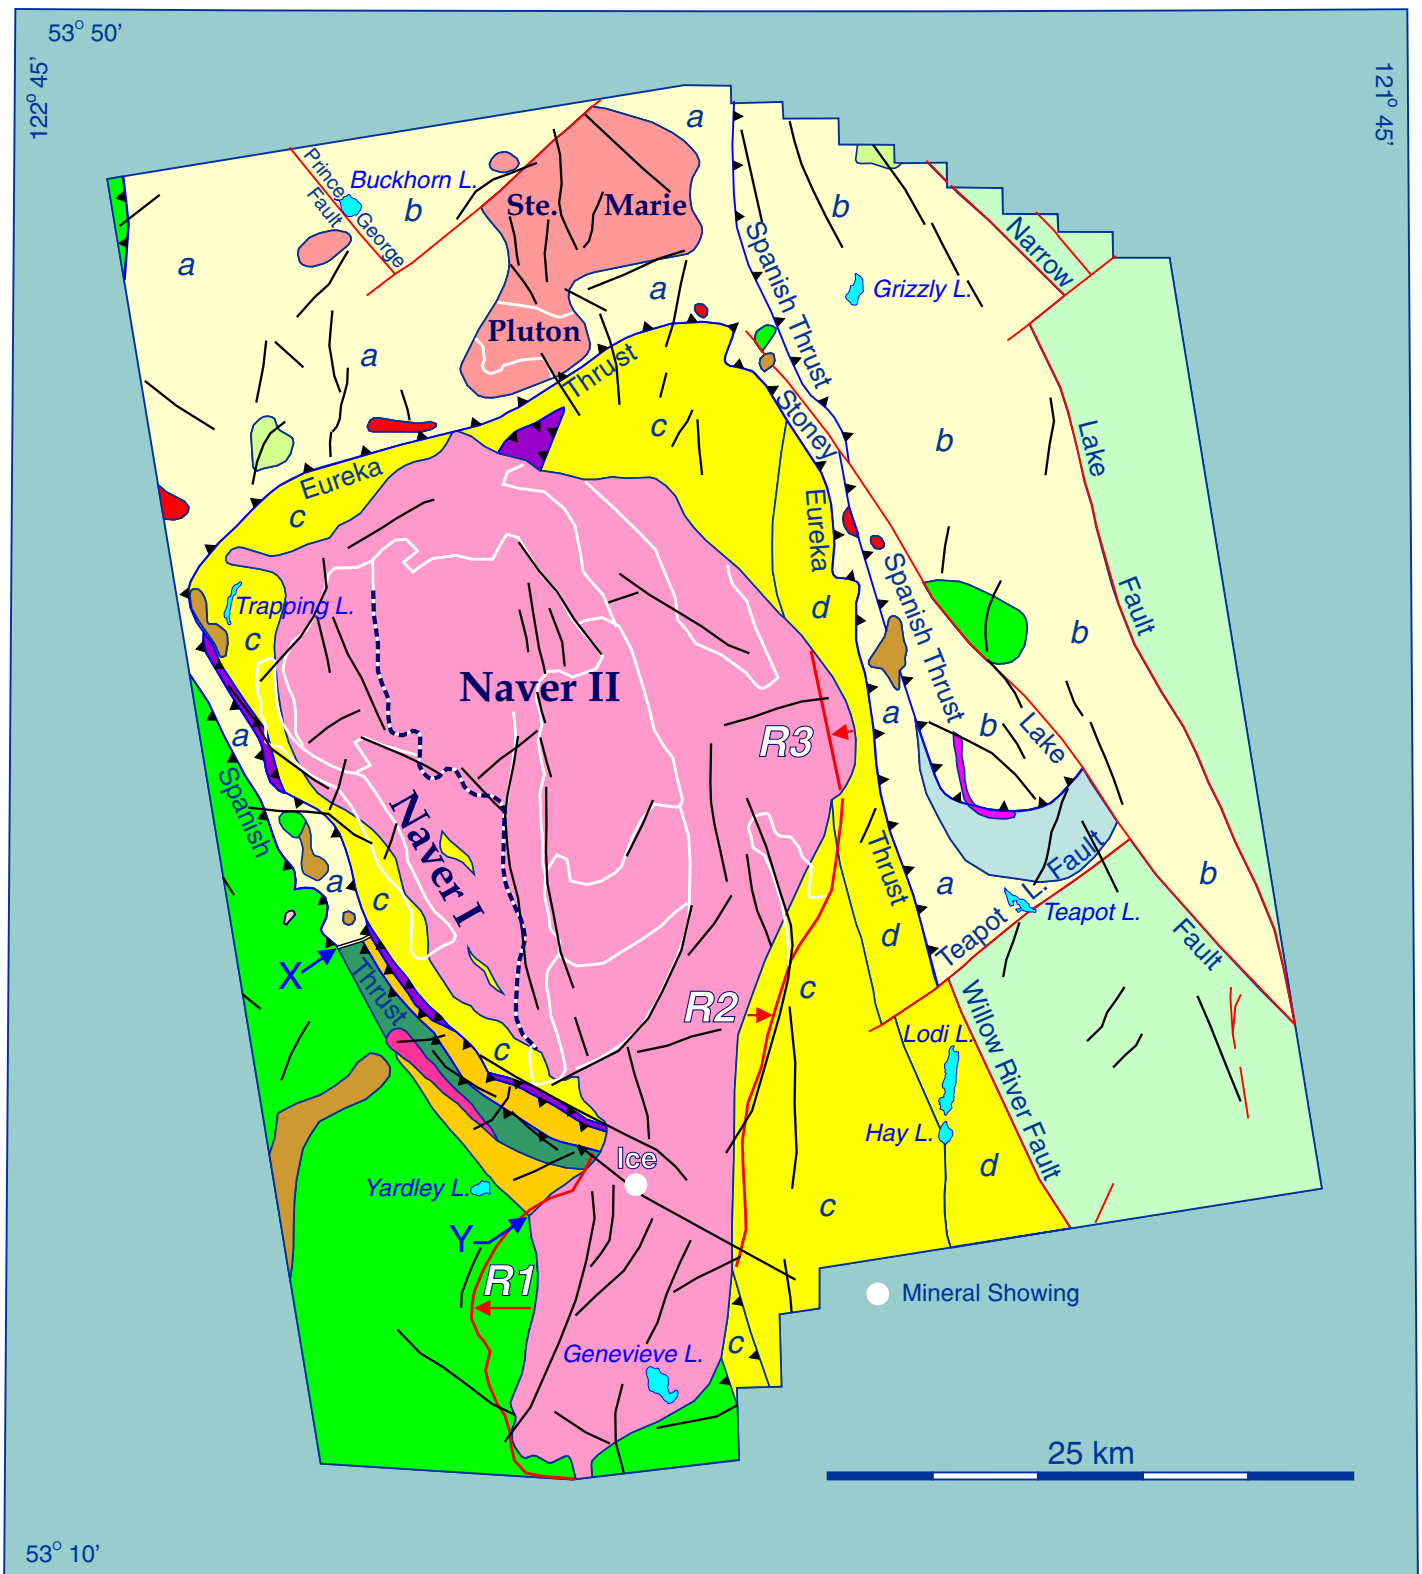 53° 50'
122° 45'
121° 45'
a
Prince George
Fault
Buckhorn L.
b
Ste. Marie
b
a
Narrow
Spanish Thrust
a
Grizzly L.
Pluton
a
Thrust
Stoney
c
b
Lake
Eureka
c
Eureka
Spanish Thrust
Fault
Trapping L.
d
c
b
Naver II
a
b
Lake
a
R3
Spanish
Naver I
Thrust
a
c
a
b
L. Fault
Teapot L.
Teapot
d
Fault
X
Thrust
c
R2
Willow River Fault
Lodi L.
c
Hay L.
Ice
d
Yardley L.
c
Y
R1
Mineral Showing
Genevieve L.
c
25 km
53° 10'